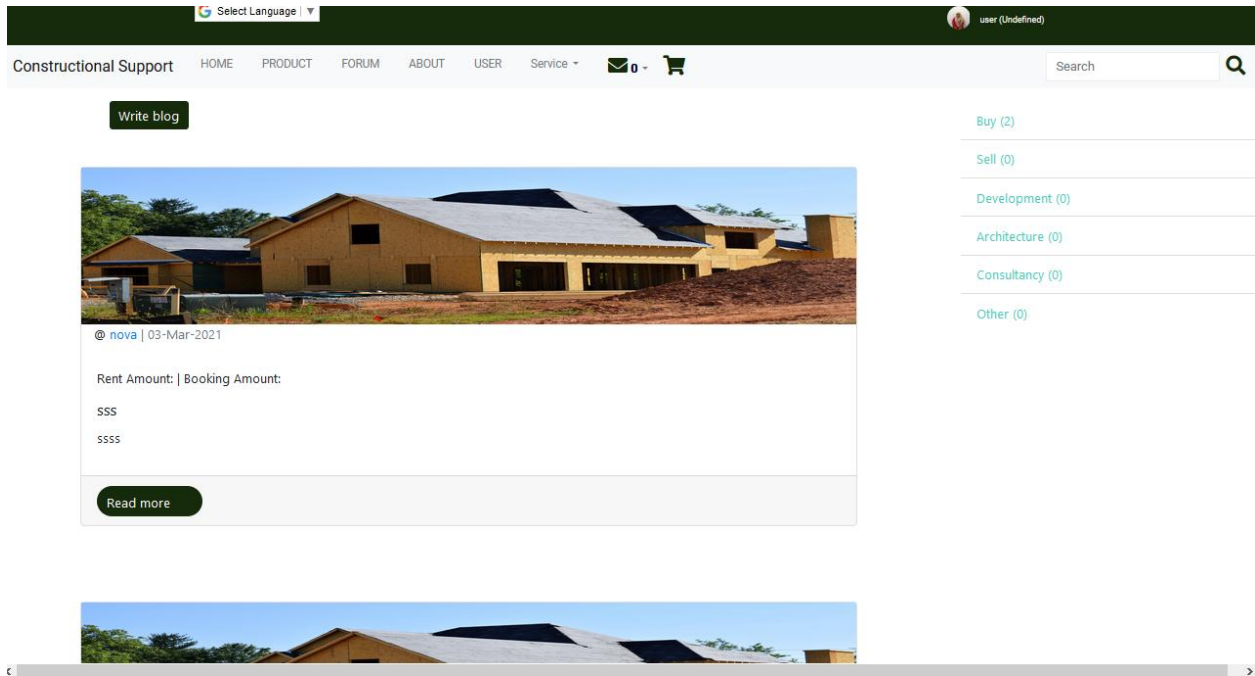 Select Language ▼
user (Undefined)
Constructional Support HOME PRODUCT FORUM ABOUT USER Service 0 Search
Write blog
Buy (2)
Sell (0)
Development (0)
Architecture (0)
Consultancy (0)
Other (0)
@ nova | 03-Mar-2021
Rent Amount: | Booking Amount:
sss
ssss
Read more